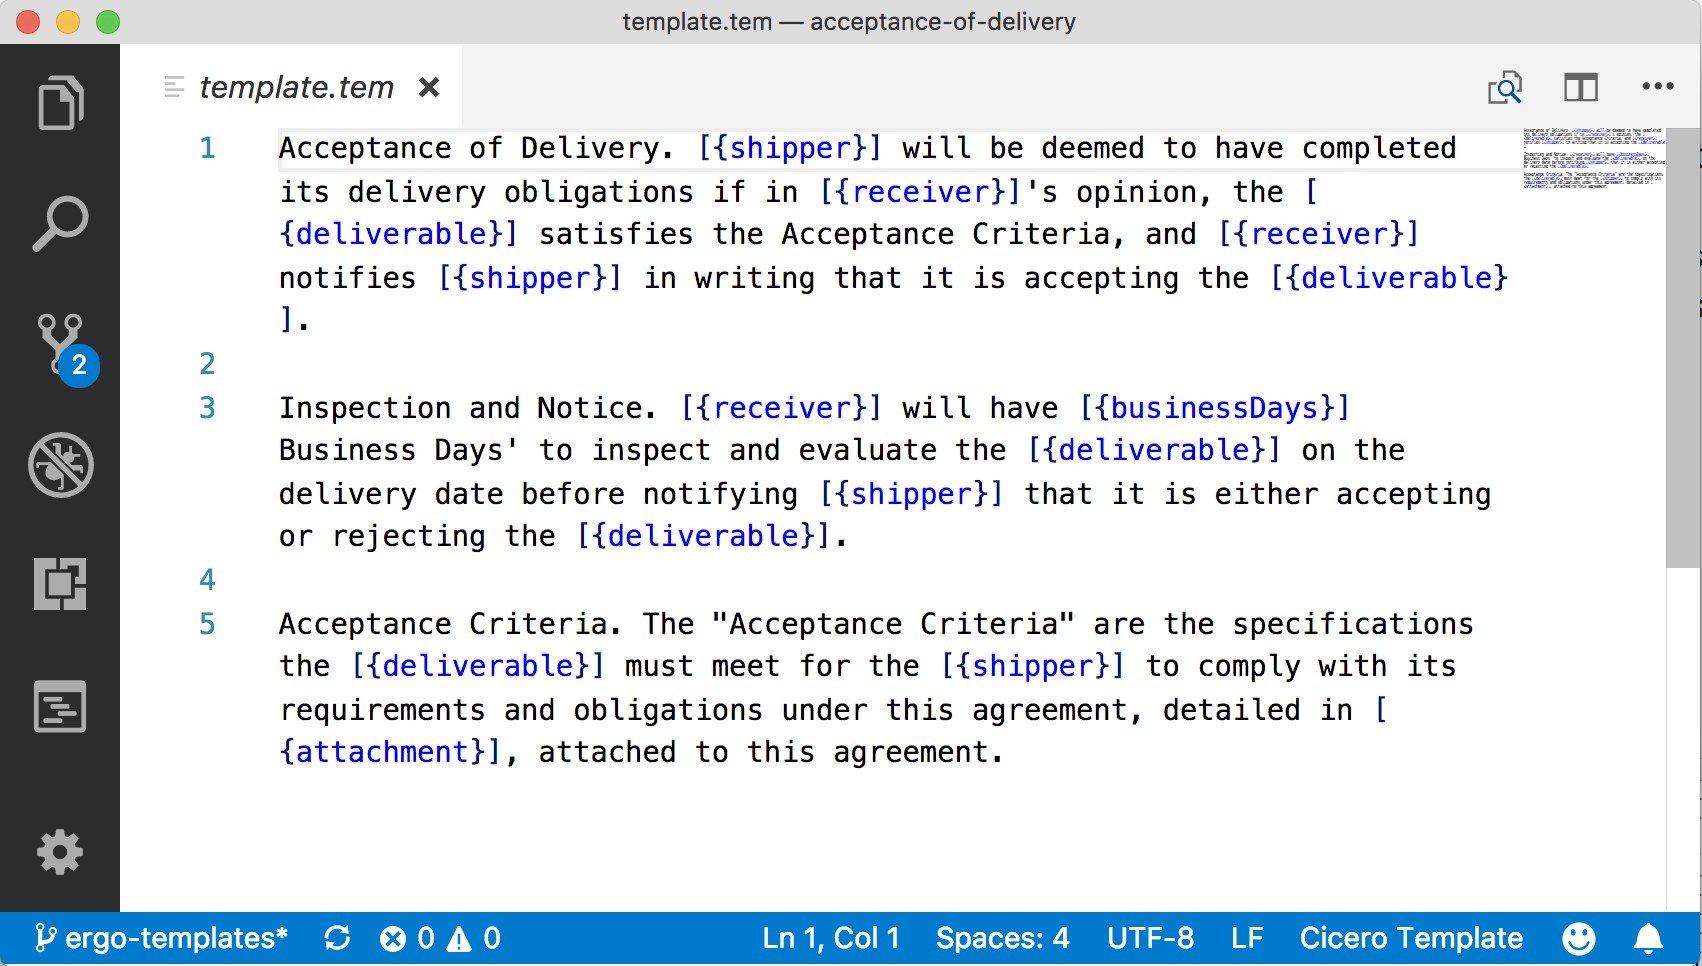 template.tem — acceptance-of-delivery
template.tem
1 Acceptance of Delivery. [{shipper}] will be deemed to have completed
its delivery obligations if in [{receiver}]'s opinion, the [
{deliverable}] satisfies the Acceptance Criteria, and [{receiver}]
notifies [{shipper}] in writing that it is accepting the [{deliverable}
].
2
3 Inspection and Notice. [{receiver}] will have [{businessDays}]
Business Days' to inspect and evaluate the [{deliverable}] on the
delivery date before notifying [{shipper}] that it is either accepting
or rejecting the [{deliverable}].
4
5 Acceptance Criteria. The "Acceptance Criteria" are the specifications
the [{deliverable}] must meet for the [{shipper}] to comply with its
requirements and obligations under this agreement, detailed in [
{attachment}], attached to this agreement.
2
ergo-templates* 0 0 Ln 1, Col 1 Spaces: 4 UTF-8 LF Cicero Template